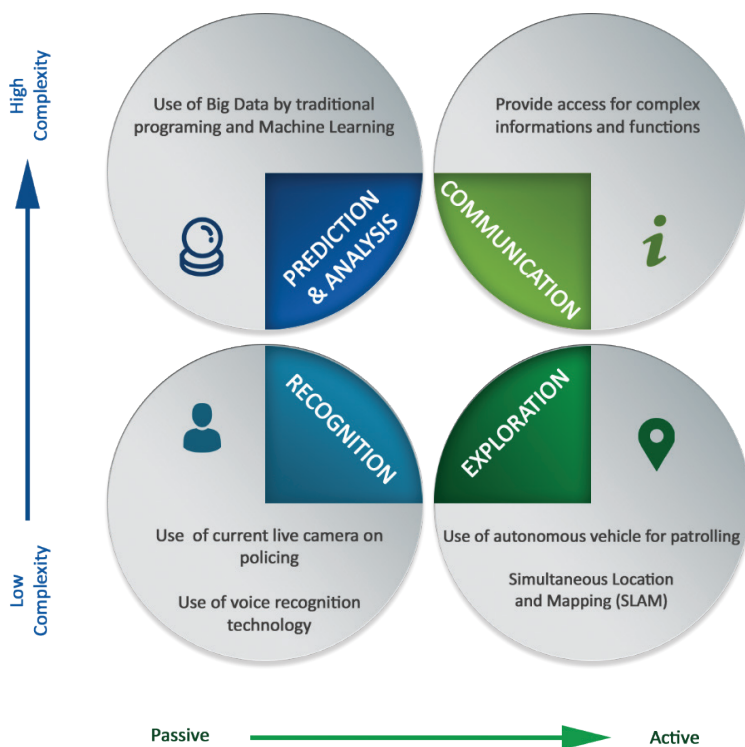 High
Complexity
Use of Big Data by traditional
programing and Machine Learning
PREDICTION
& ANALYSIS
Provide access for complex
informations and functions
COMMUNICATION
i
RECOGNITION
Use of current live camera on
policing
Use of voice recognition
technology
EXPLORATION
Use of autonomous vehicle for patrolling
Simultaneous Location
and Mapping (SLAM)
Low
Complexity
Passive
Active